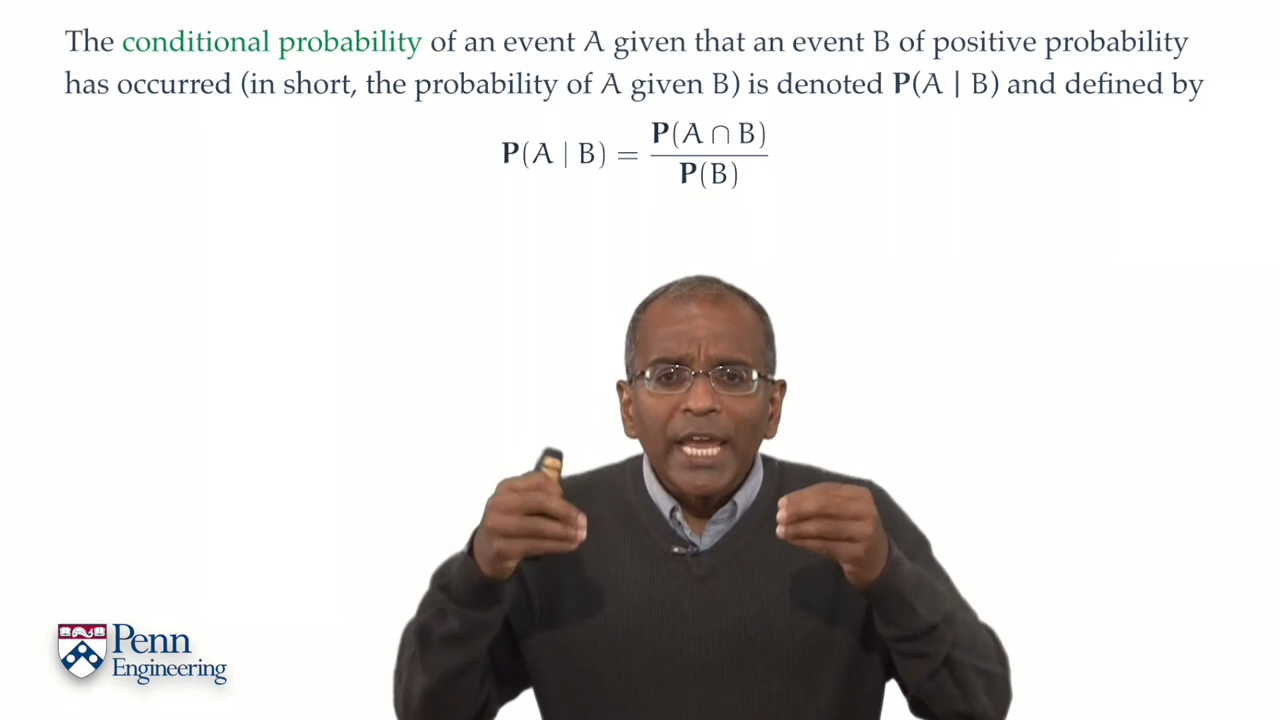 The conditional probability of an event A given that an event B of positive probability
has occurred (in short, the probability of A given B) is denoted P(A | B) and defined by
P(A | B) = P(A ∩ B) / P(B)
Penn
Engineering